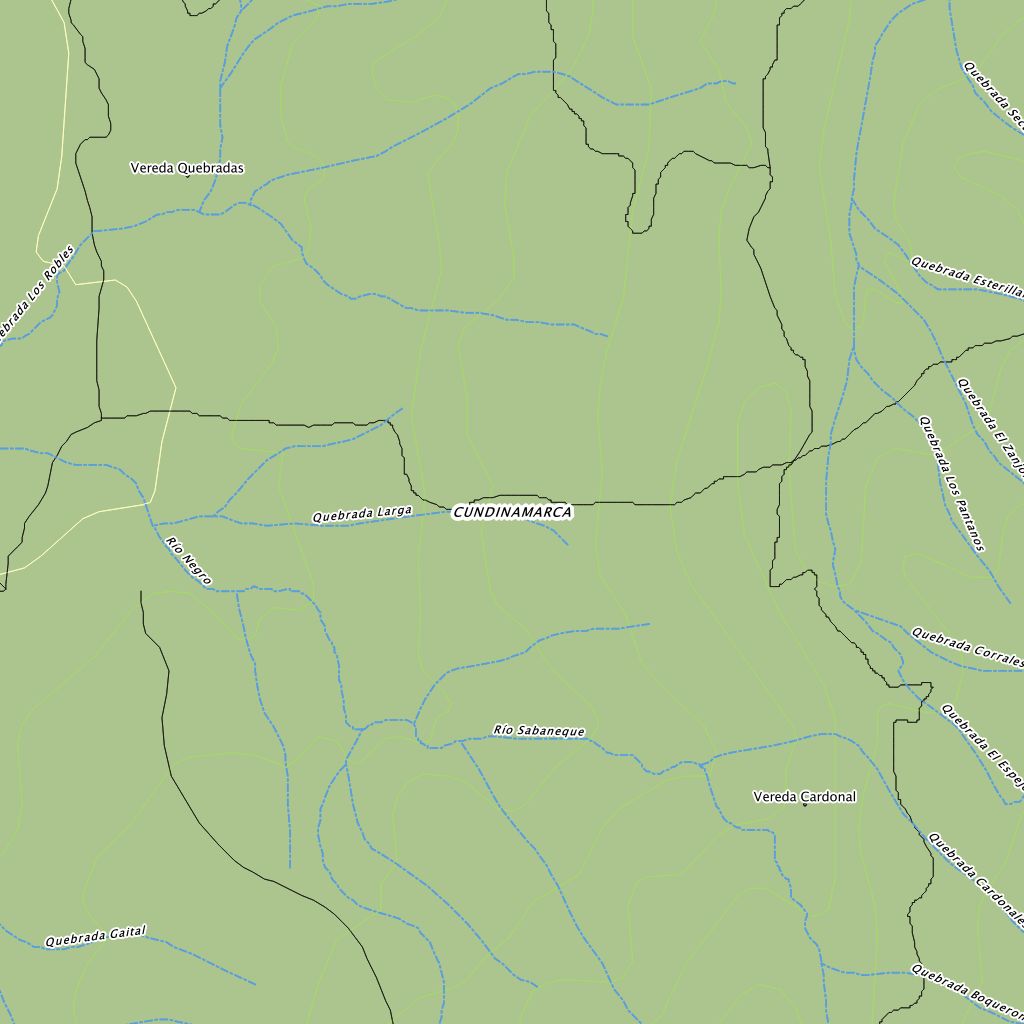 Quebrada Sec
Vereda Quebradas
Quebrada Esterilla
ebrada Los Robles
Quebrada El Zanjo
Quebrada Los Pantanos
Quebrada Larga
CUNDINAMARCA
Río Negro
Quebrada Corrales
Quebrada El Espejo
Río Sabaneque
Vereda Cardonal
Quebrada Cardonales
Quebrada Gaital
Quebrada Boqueron